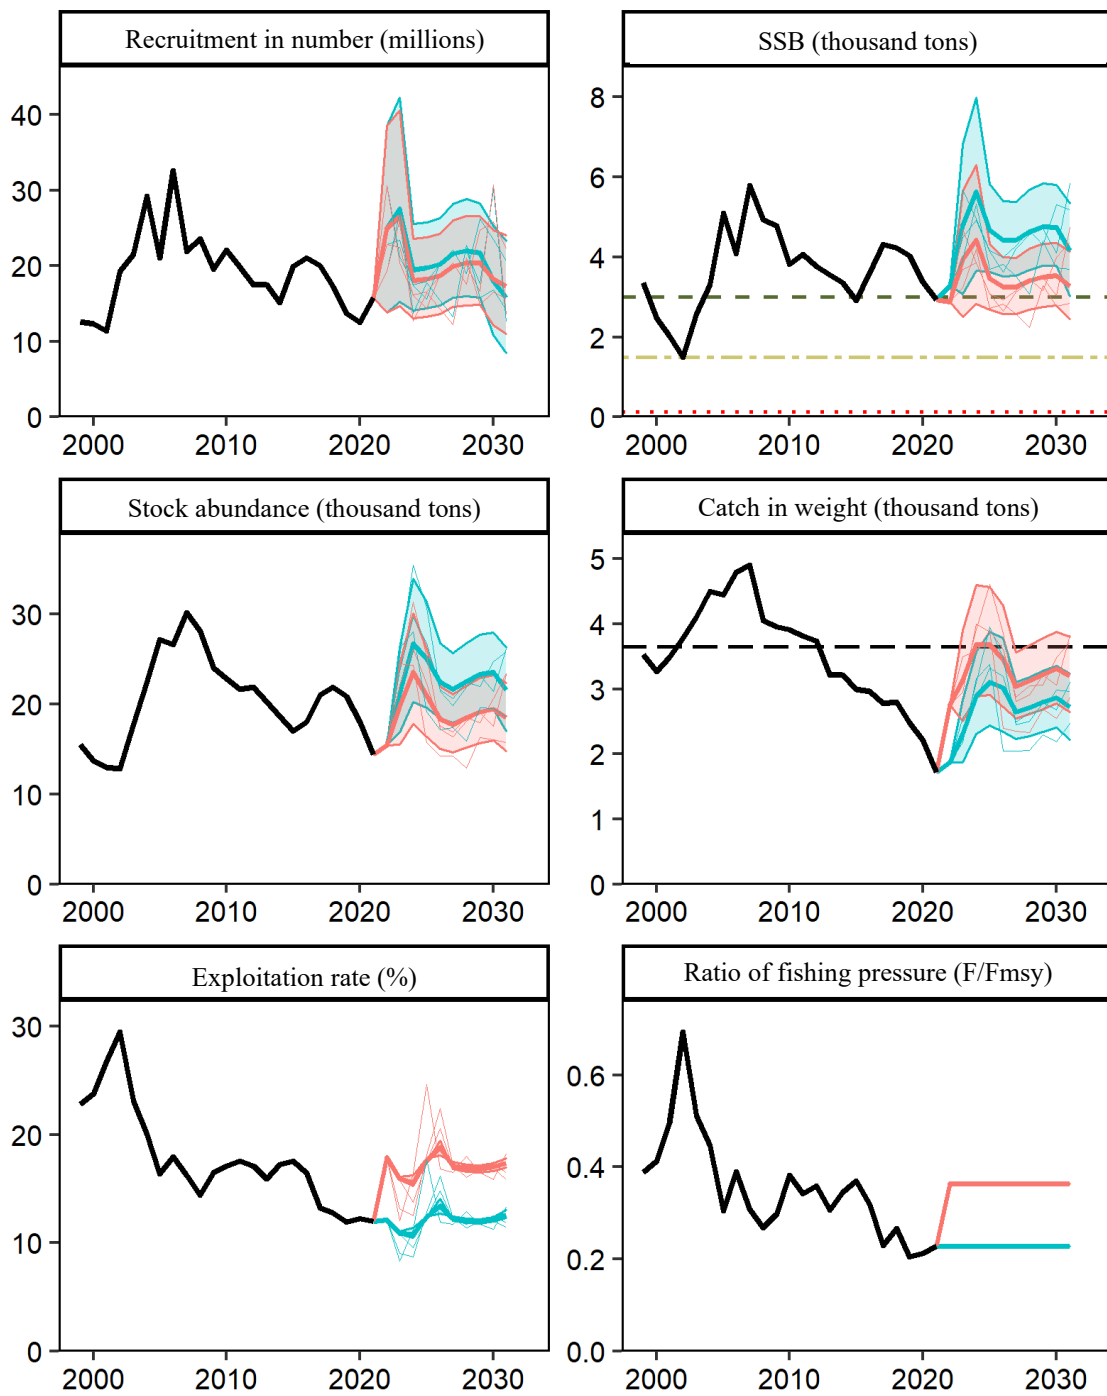 Recruitment in number (millions)
SSB (thousand tons)
40
30
20
10
0
2000 2010 2020 2030
8
6
4
2
0
2000 2010 2020 2030
Stock abundance (thousand tons)
Catch in weight (thousand tons)
30
20
10
0
2000 2010 2020 2030
5
4
3
2
1
0
2000 2010 2020 2030
Exploitation rate (%)
Ratio of fishing pressure (F/Fmsy)
30
20
10
0
2000 2010 2020 2030
0.6
0.4
0.2
0.0
2000 2010 2020 2030